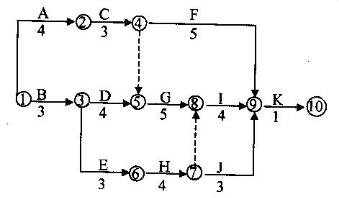 A C F
4 ② 3 ④ 5
① B ③ D ⑤ G ⑧ I ⑨ K ⑩
3 4 5 4 1
E ⑥ H ⑦ J
3 4 3